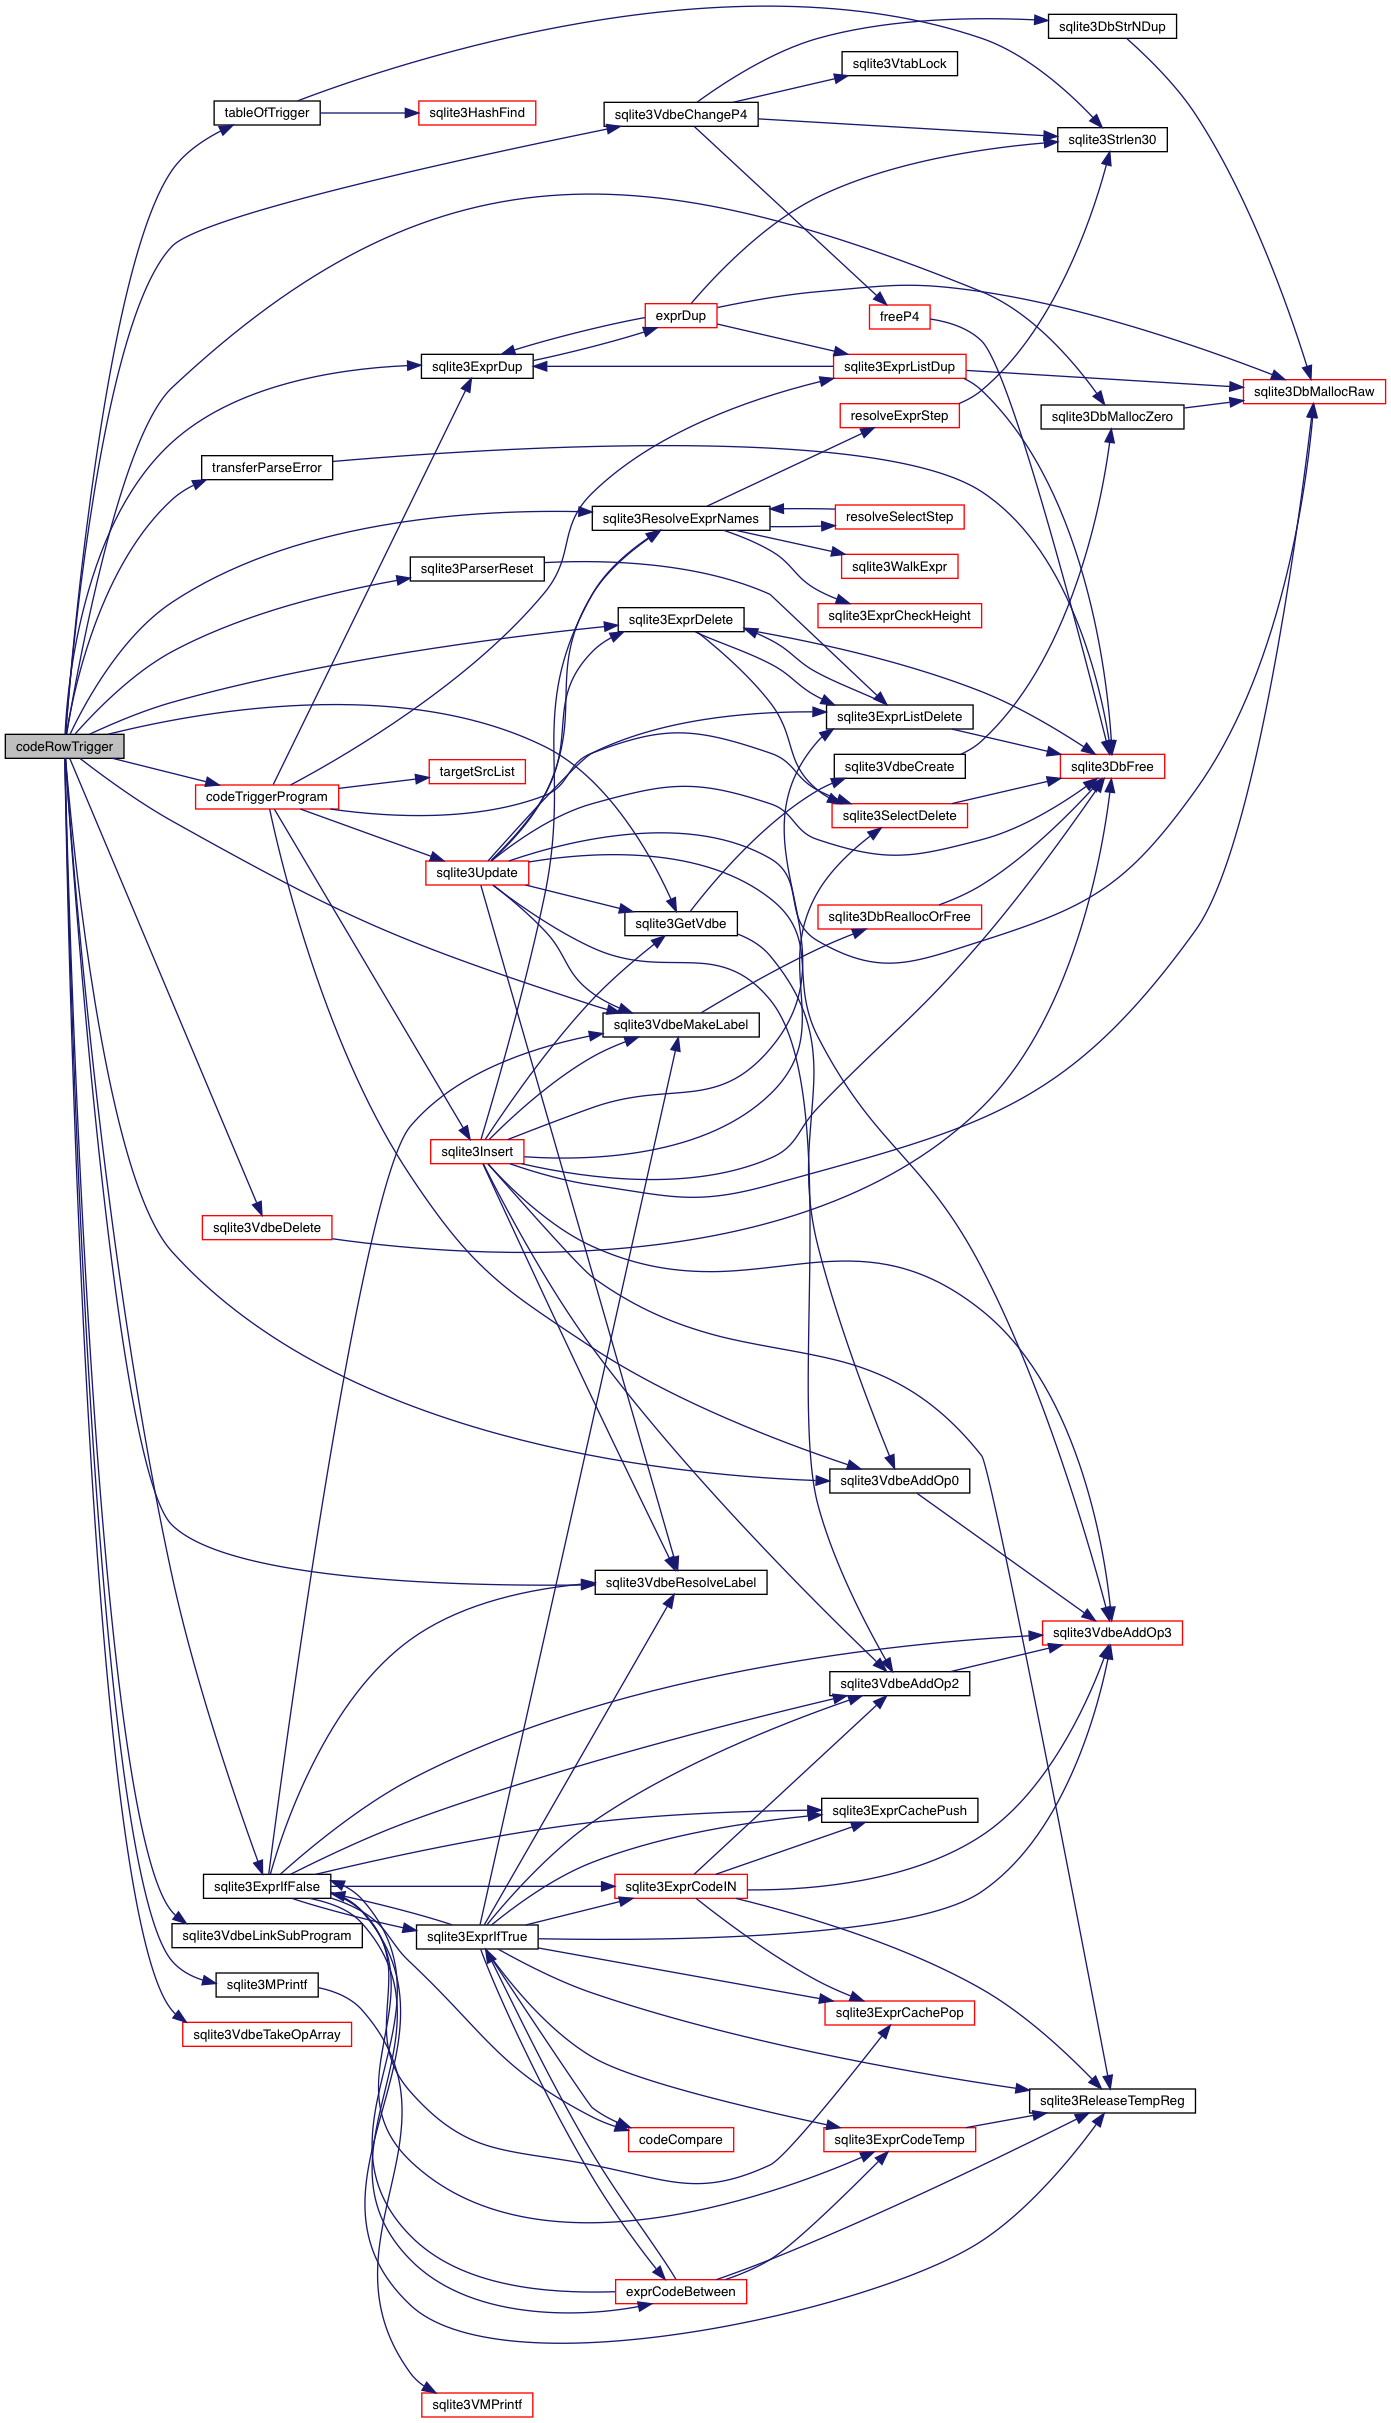 sqlite3DbStrNDup
sqlite3VtabLock
tableOfTrigger
sqlite3HashFind
sqlite3VdbeChangeP4
sqlite3Strlen30
exprDup
freeP4
sqlite3ExprDup
sqlite3ExprListDup
sqlite3DbMallocRaw
resolveExprStep
sqlite3DbMallocZero
transferParseError
sqlite3ResolveExprNames
resolveSelectStep
sqlite3ParserReset
sqlite3WalkExpr
sqlite3ExprDelete
sqlite3ExprCheckHeight
sqlite3ExprListDelete
codeRowTrigger
targetSrcList
sqlite3VdbeCreate
sqlite3DbFree
codeTriggerProgram
sqlite3SelectDelete
sqlite3Update
sqlite3GetVdbe
sqlite3DbReallocOrFree
sqlite3VdbeMakeLabel
sqlite3Insert
sqlite3VdbeDelete
sqlite3VdbeAddOp0
sqlite3VdbeResolveLabel
sqlite3VdbeAddOp3
sqlite3VdbeAddOp2
sqlite3ExprCachePush
sqlite3ExprIfFalse
sqlite3ExprCodeIN
sqlite3VdbeLinkSubProgram
sqlite3ExprIfTrue
sqlite3MPrintf
sqlite3ExprCachePop
sqlite3VdbeTakeOpArray
sqlite3ReleaseTempReg
codeCompare
sqlite3ExprCodeTemp
exprCodeBetween
sqlite3VMPrintf